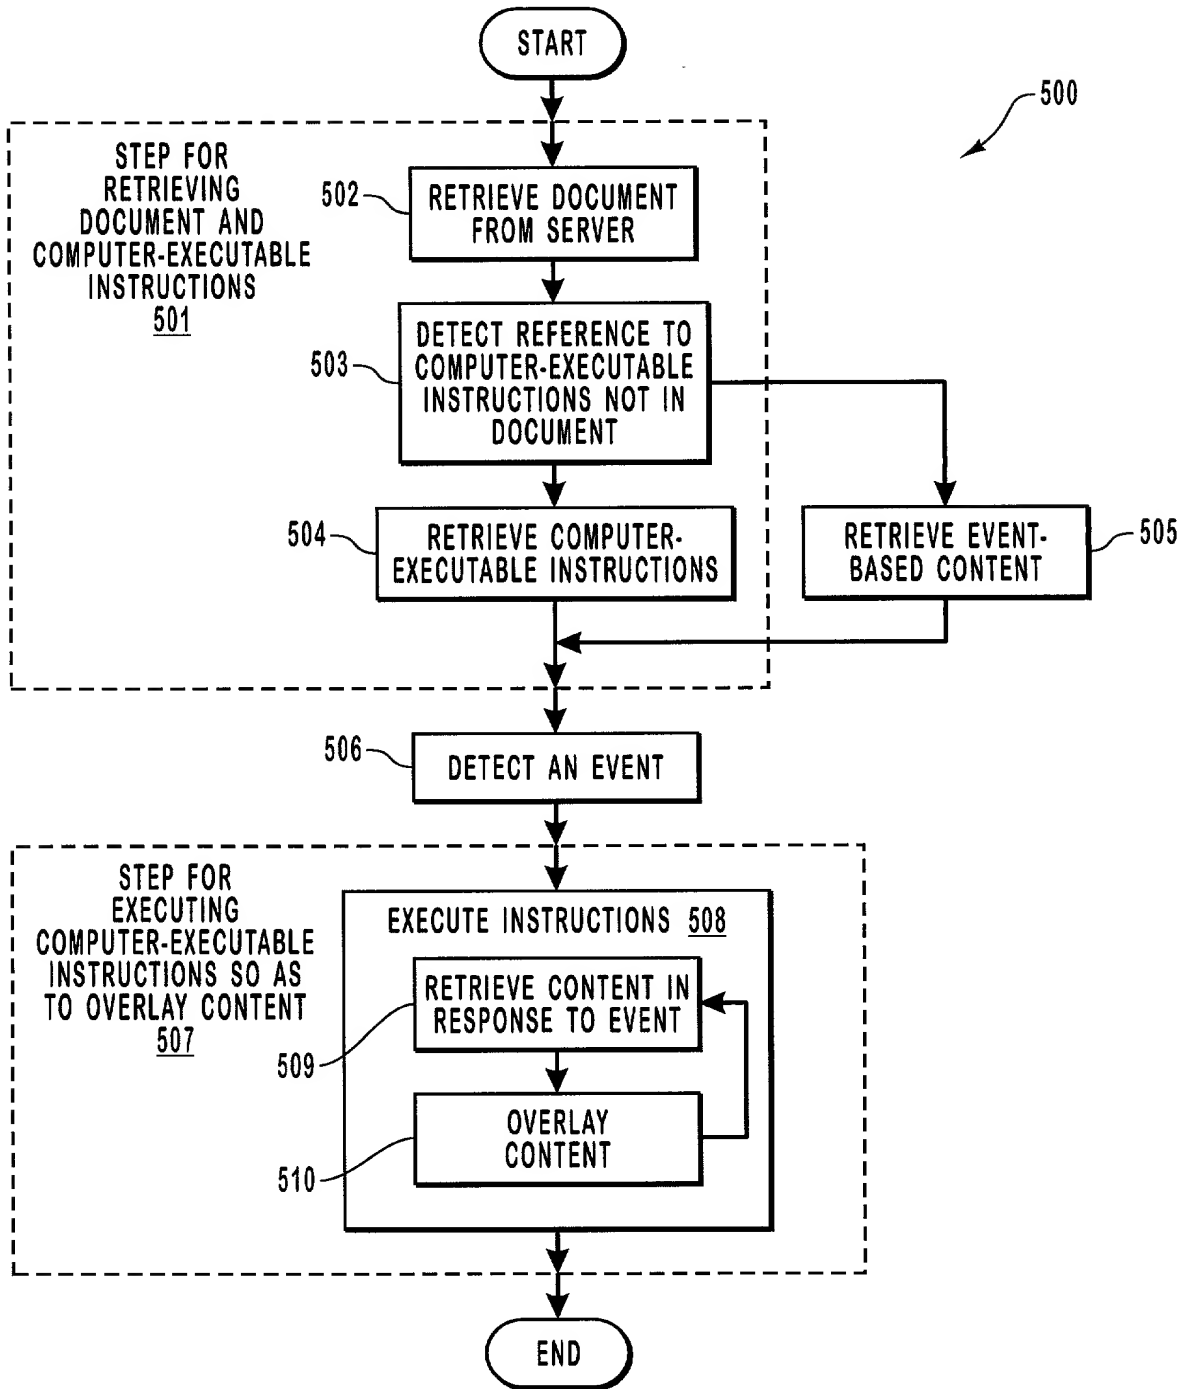 START
500
STEP FOR
RETRIEVING
DOCUMENT AND
COMPUTER-EXECUTABLE
INSTRUCTIONS
501
502
RETRIEVE DOCUMENT
FROM SERVER
503
DETECT REFERENCE TO
COMPUTER-EXECUTABLE
INSTRUCTIONS NOT IN
DOCUMENT
504
RETRIEVE COMPUTER-
EXECUTABLE INSTRUCTIONS
RETRIEVE EVENT-
BASED CONTENT
505
506
DETECT AN EVENT
STEP FOR
EXECUTING
COMPUTER-EXECUTABLE
INSTRUCTIONS SO AS
TO OVERLAY CONTENT
507
EXECUTE INSTRUCTIONS 508
RETRIEVE CONTENT IN
RESPONSE TO EVENT
509
OVERLAY
CONTENT
510
END